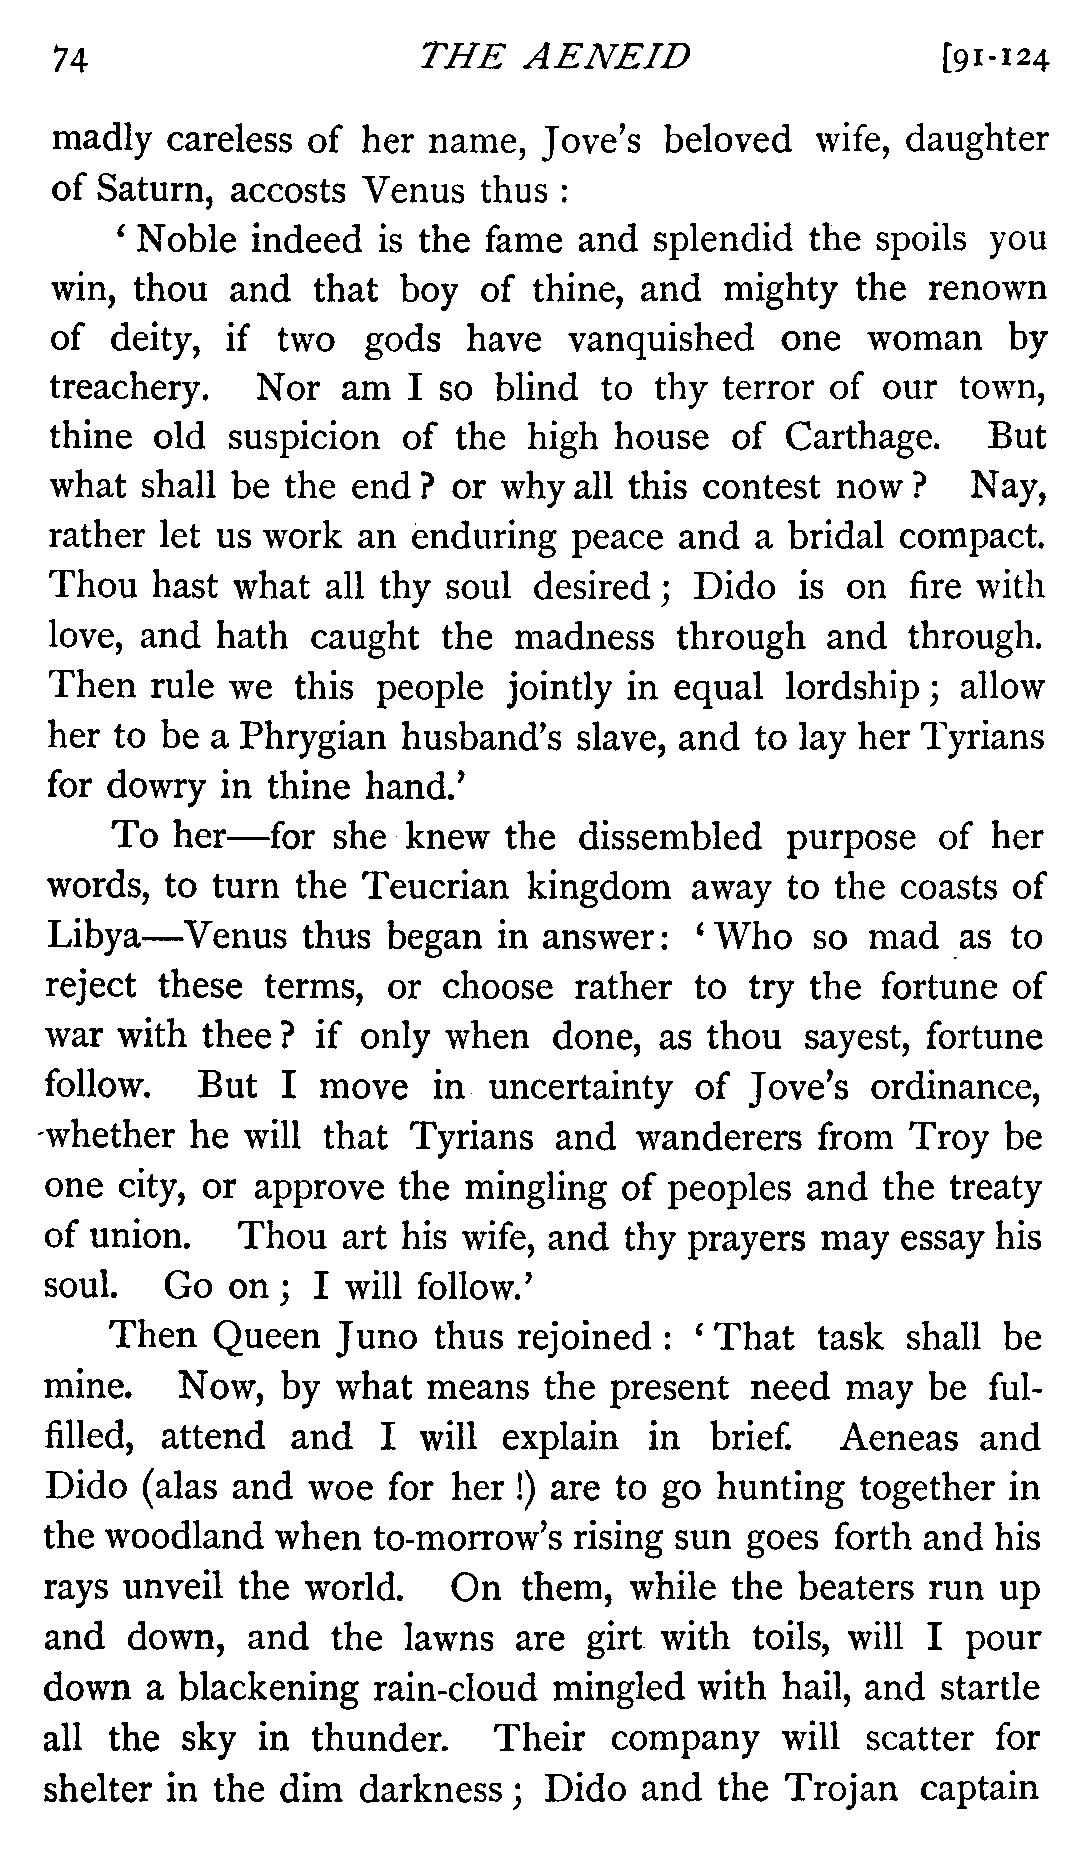 74 THE AENEID [91-124
madly careless of her name, Jove's beloved wife, daughter
of Saturn, accosts Venus thus :
‘ Noble indeed is the fame and splendid the spoils you
win, thou and that boy of thine, and mighty the renown
of deity, if two gods have vanquished one woman by
treachery. Nor am I so blind to thy terror of our town,
thine old suspicion of the high house of Carthage. But
what shall be the end ? or why all this contest now ? Nay,
rather let us work an enduring peace and a bridal compact.
Thou hast what all thy soul desired ; Dido is on fire with
love, and hath caught the madness through and through.
Then rule we this people jointly in equal lordship ; allow
her to be a Phrygian husband's slave, and to lay her Tyrians
for dowry in thine hand.’
To her—for she knew the dissembled purpose of her
words, to turn the Teucrian kingdom away to the coasts of
Libya—Venus thus began in answer: ‘ Who so mad as to
reject these terms, or choose rather to try the fortune of
war with thee ? if only when done, as thou sayest, fortune
follow. But I move in uncertainty of Jove's ordinance,
whether he will that Tyrians and wanderers from Troy be
one city, or approve the mingling of peoples and the treaty
of union. Thou art his wife, and thy prayers may essay his
soul. Go on ; I will follow.’
Then Queen Juno thus rejoined : ‘ That task shall be
mine. Now, by what means the present need may be ful-
filled, attend and I will explain in brief. Aeneas and
Dido (alas and woe for her !) are to go hunting together in
the woodland when to-morrow's rising sun goes forth and his
rays unveil the world. On them, while the beaters run up
and down, and the lawns are girt with toils, will I pour
down a blackening rain-cloud mingled with hail, and startle
all the sky in thunder. Their company will scatter for
shelter in the dim darkness ; Dido and the Trojan captain